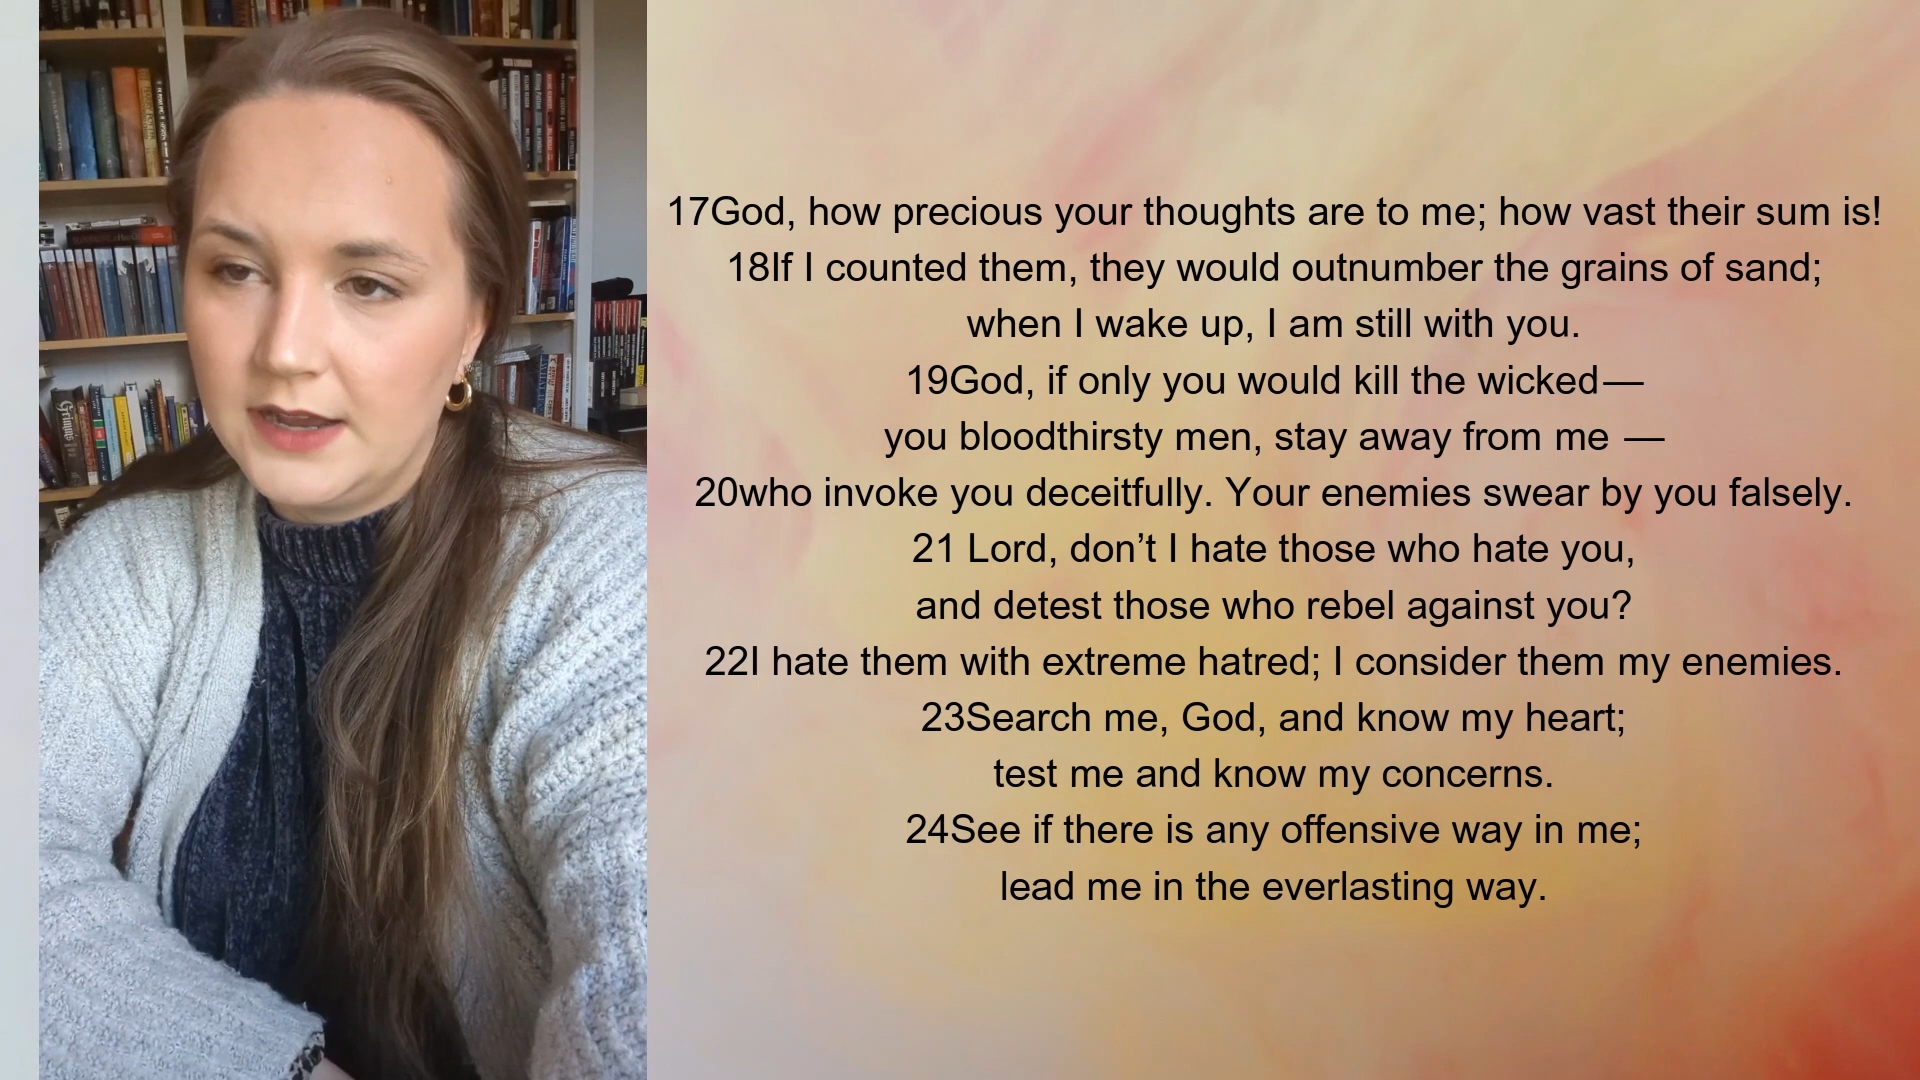 17God, how precious your thoughts are to me; how vast their sum is!
18If I counted them, they would outnumber the grains of sand;
when I wake up, I am still with you.
19God, if only you would kill the wicked—
you bloodthirsty men, stay away from me —
20who invoke you deceitfully. Your enemies swear by you falsely.
21 Lord, don’t I hate those who hate you,
and detest those who rebel against you?
22I hate them with extreme hatred; I consider them my enemies.
23Search me, God, and know my heart;
test me and know my concerns.
24See if there is any offensive way in me;
lead me in the everlasting way.